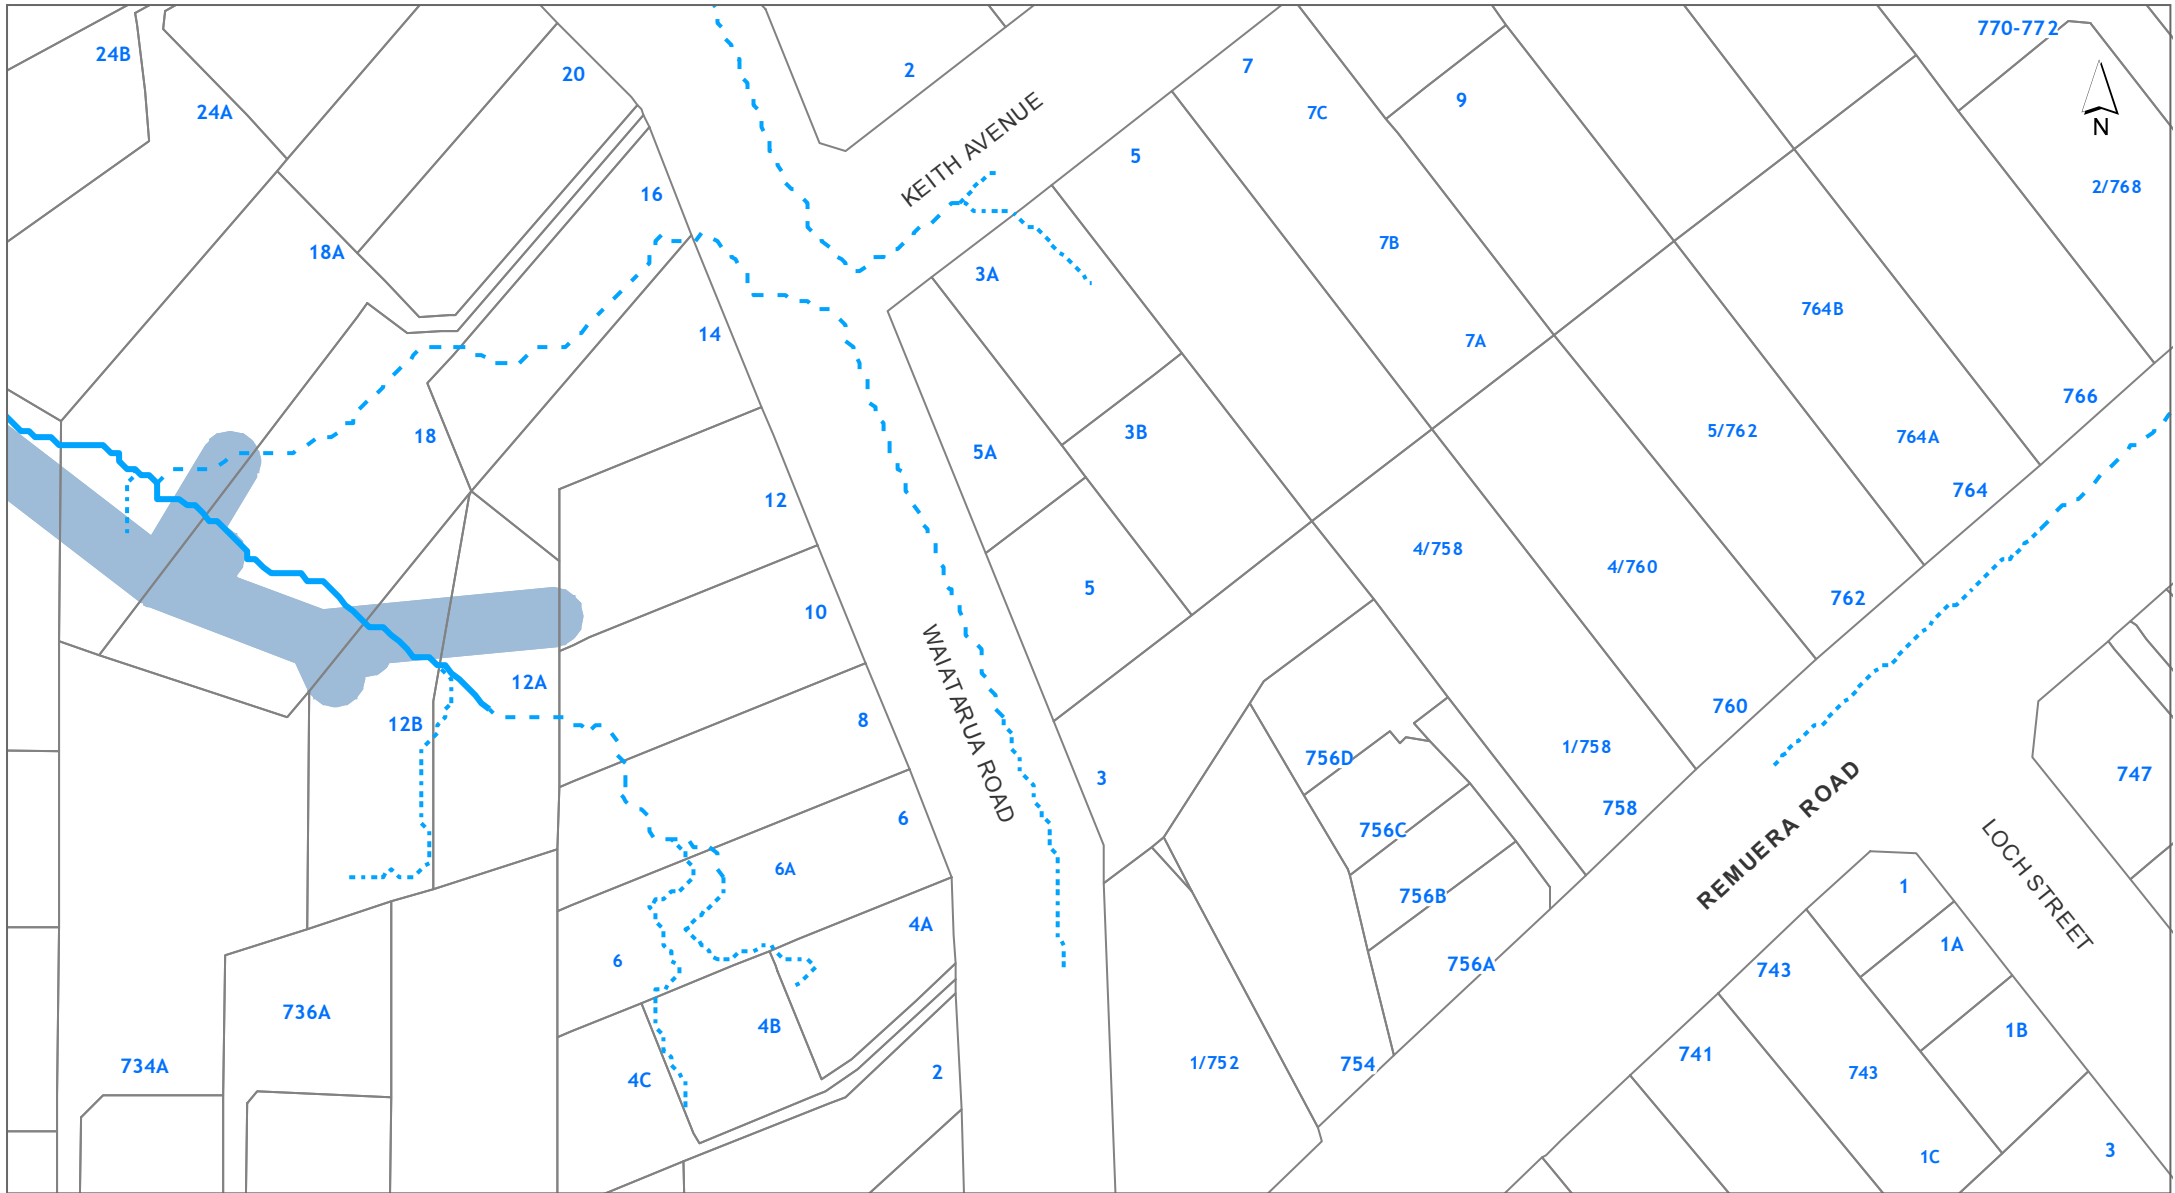 770-772
24B
2
7
20
9
24A
7C
N
5
2/768
16
KEITH AVENUE
7B
18A
3A
764B
14
7A
766
3B
5/762
764A
18
5A
764
12
4/758
4/760
5
762
10
12A
760
8
12B
WAIATARUA ROAD
1/758
756D
3
747
758
6
756C
REMUERA ROAD
6A
LOCH STREET
1
756B
4A
1A
6
756A
743
736A
4B
1B
741
734A
4C
2
1/752
754
743
3
1C